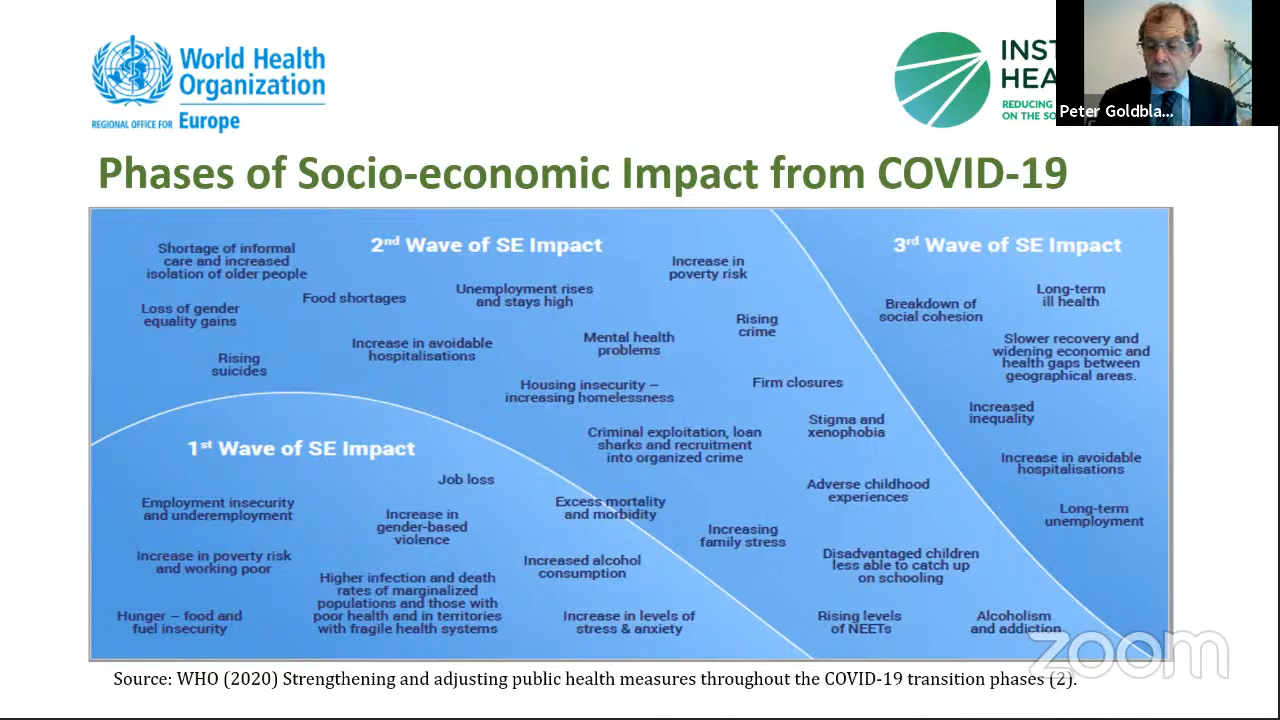 World Health
Organization
REGIONAL OFFICE FOR Europe
INST
HEA
REDUCING
ON THE SO
Peter Goldbla...
Phases of Socio-economic Impact from COVID-19
2nd Wave of SE Impact
3rd Wave of SE Impact
Shortage of informal
care and increased
isolation of older people
Increase in
poverty risk
Food shortages
Unemployment rises
and stays high
Loss of gender
equality gains
Rising
crime
Increase in avoidable
hospitalisations
Mental health
problems
Rising
suicides
Housing insecurity –
increasing homelessness
Firm closures
Stigma and
xenophobia
Criminal exploitation, loan
sharks and recruitment
into organized crime
Adverse childhood
experiences
Increasing
family stress
Disadvantaged children
less able to catch up
on schooling
Rising levels
of NEETs
Alcoholism
and addiction
Long-term
ill health
Breakdown of
social cohesion
Slower recovery and
widening economic and
health gaps between
geographical areas.
Increased
inequality
Increase in avoidable
hospitalisations
Long-term
unemployment
1st Wave of SE Impact
Job loss
Employment insecurity
and underemployment
Increase in
gender-based
violence
Excess mortality
and morbidity
Increase in poverty risk
and working poor
Increased alcohol
consumption
Higher infection and death
rates of marginalized
populations and those with
poor health and in territories
with fragile health systems
Hunger – food and
fuel insecurity
Increase in levels of
stress & anxiety
zoom
Source: WHO (2020) Strengthening and adjusting public health measures throughout the COVID-19 transition phases (2).